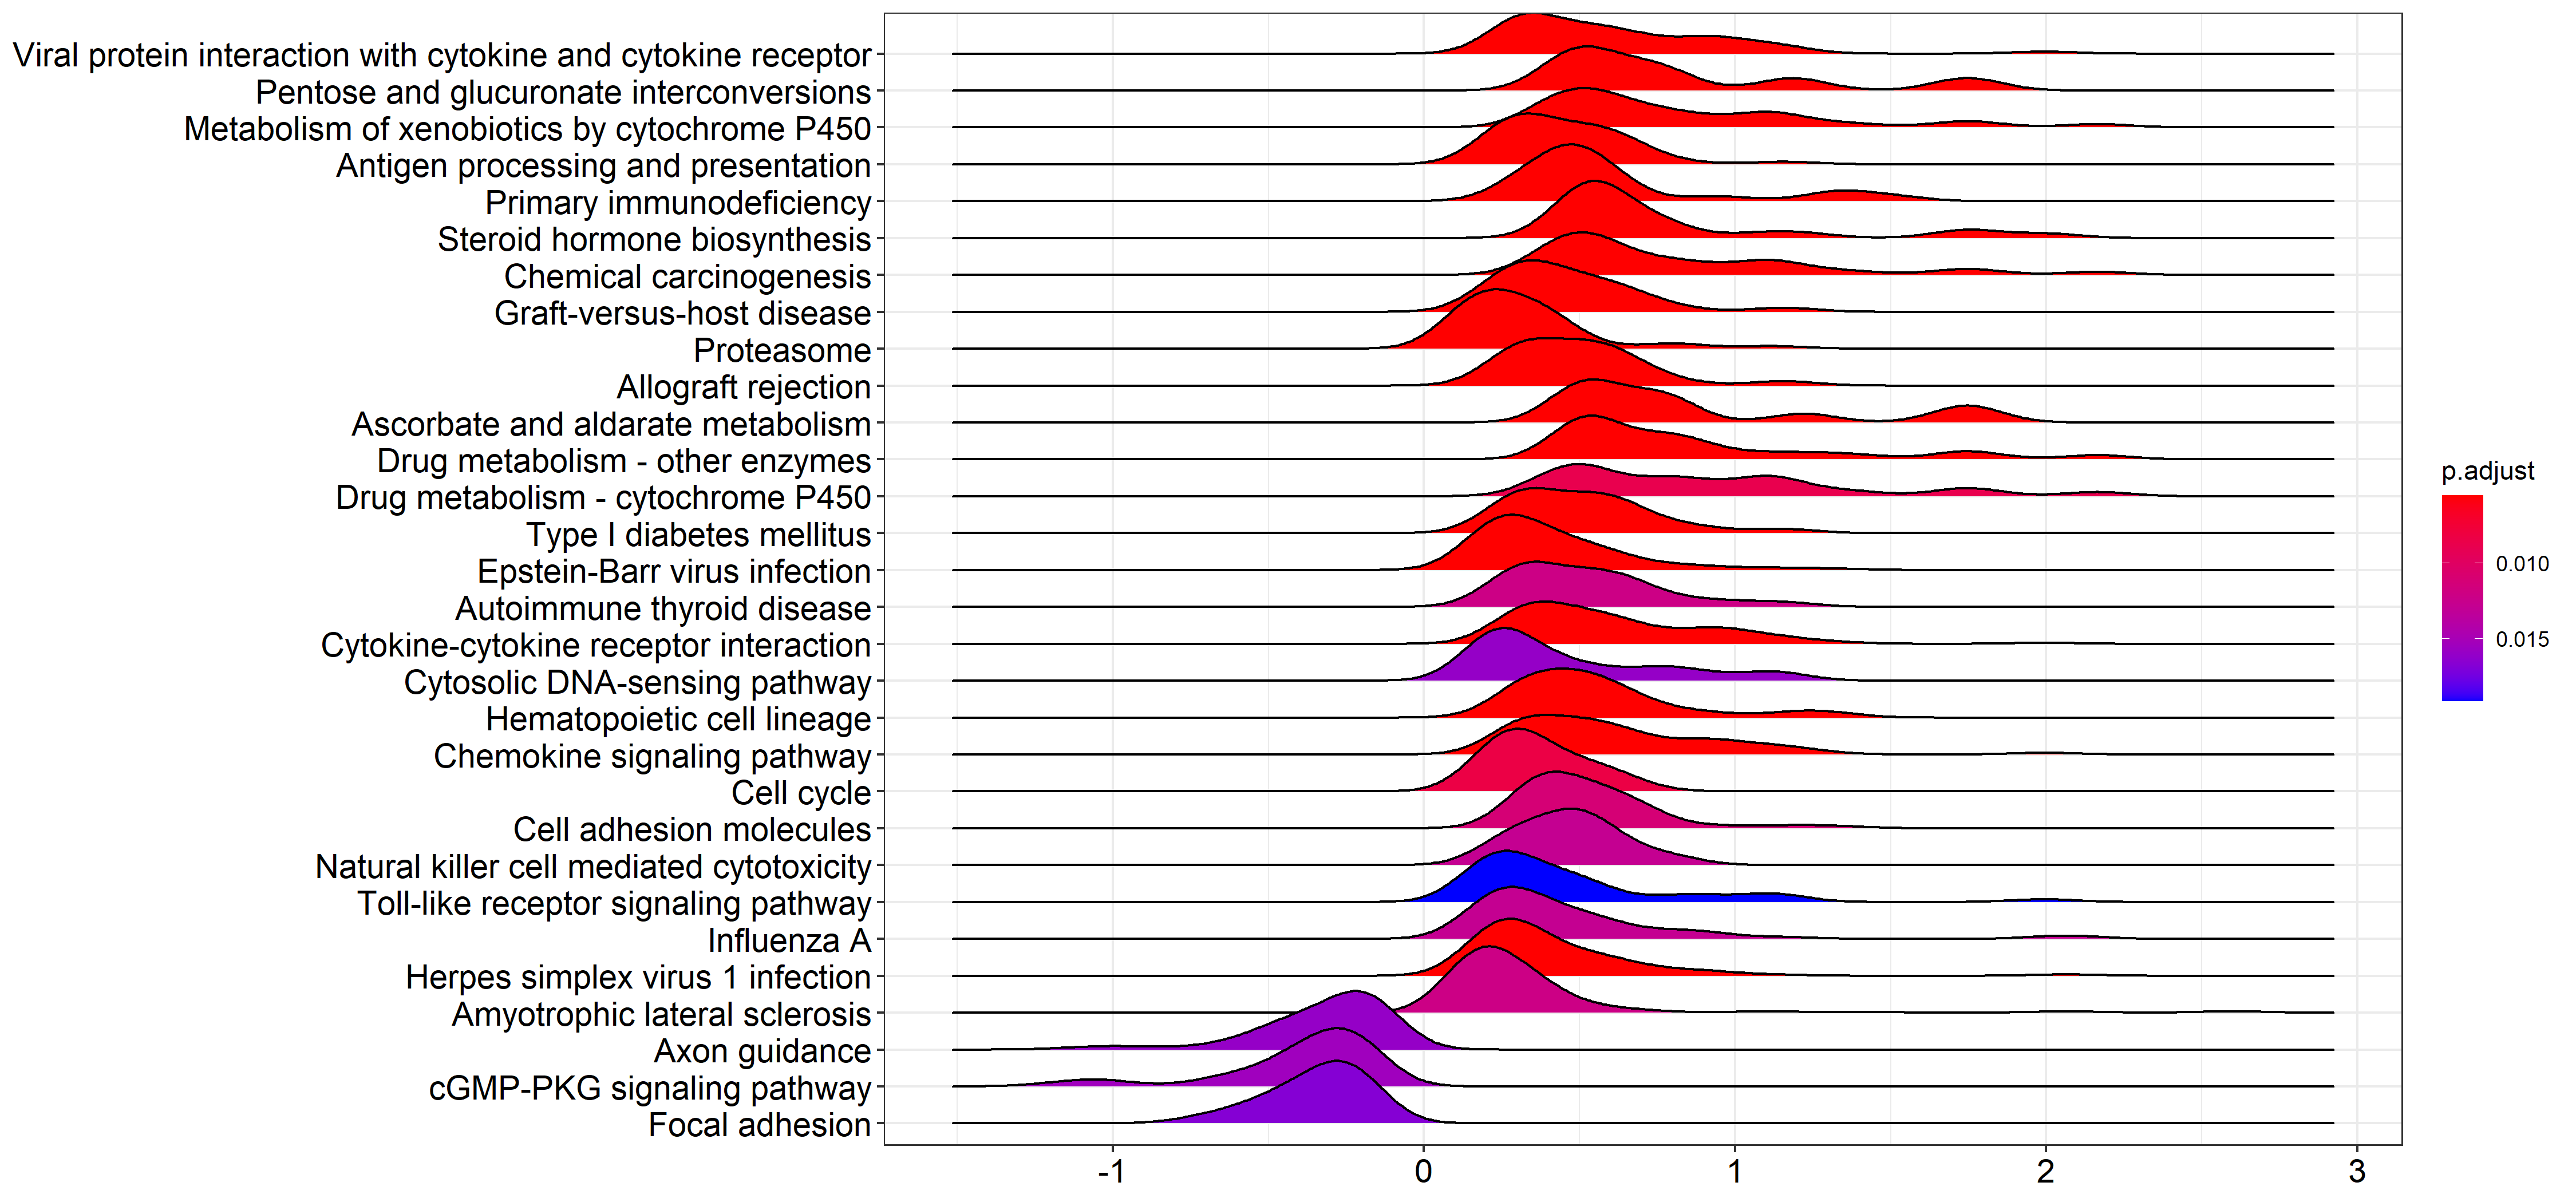 Viral protein interaction with cytokine and cytokine receptor
Pentose and glucuronate interconversions
Metabolism of xenobiotics by cytochrome P450
Antigen processing and presentation
Primary immunodeficiency
Steroid hormone biosynthesis
Chemical carcinogenesis
Graft-versus-host disease
Proteasome
Allograft rejection
Ascorbate and aldarate metabolism
Drug metabolism - other enzymes
Drug metabolism - cytochrome P450
Type I diabetes mellitus
Epstein-Barr virus infection
Autoimmune thyroid disease
Cytokine-cytokine receptor interaction
Cytosolic DNA-sensing pathway
Hematopoietic cell lineage
Chemokine signaling pathway
Cell cycle
Cell adhesion molecules
Natural killer cell mediated cytotoxicity
Toll-like receptor signaling pathway
Influenza A
Herpes simplex virus 1 infection
Amyotrophic lateral sclerosis
Axon guidance
cGMP-PKG signaling pathway
Focal adhesion
-1 0 1 2 3
p.adjust
0.010
0.015